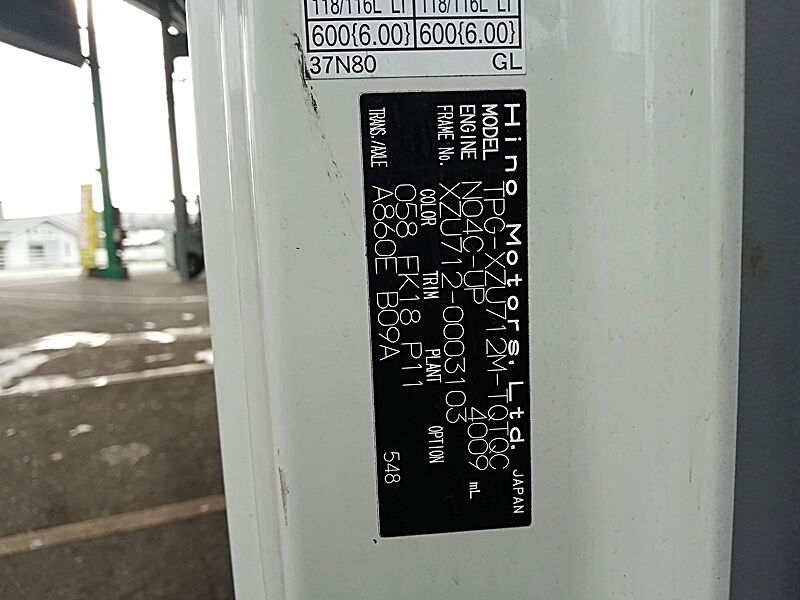 118/116L LT 118/116L LT
600{6.00} 600{6.00}
37N80 GL
Hino Motors, Ltd. JAPAN
MODEL TPG-XZU712M-TQTQC
ENGINE N04C-UP 4009 mL
FRAME No. XZU712-0003103
COLOR TRIM PLANT OPTION
058 FK18 P11
TRANS./AXLE A860E B09A 548